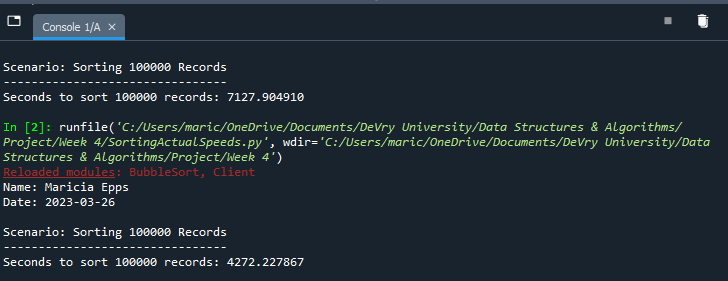 Console 1/A
Scenario: Sorting 100000 Records
---------------------------------
Seconds to sort 100000 records: 7127.904910
In [2]: runfile('C:/Users/maric/OneDrive/Documents/DeVry University/Data Structures & Algorithms/
Project/Week 4/SortingActualSpeeds.py', wdir='C:/Users/maric/OneDrive/Documents/DeVry University/Data
Structures & Algorithms/Project/Week 4')
Reloaded modules: BubbleSort, Client
Name: Maricia Epps
Date: 2023-03-26
Scenario: Sorting 100000 Records
---------------------------------
Seconds to sort 100000 records: 4272.227867